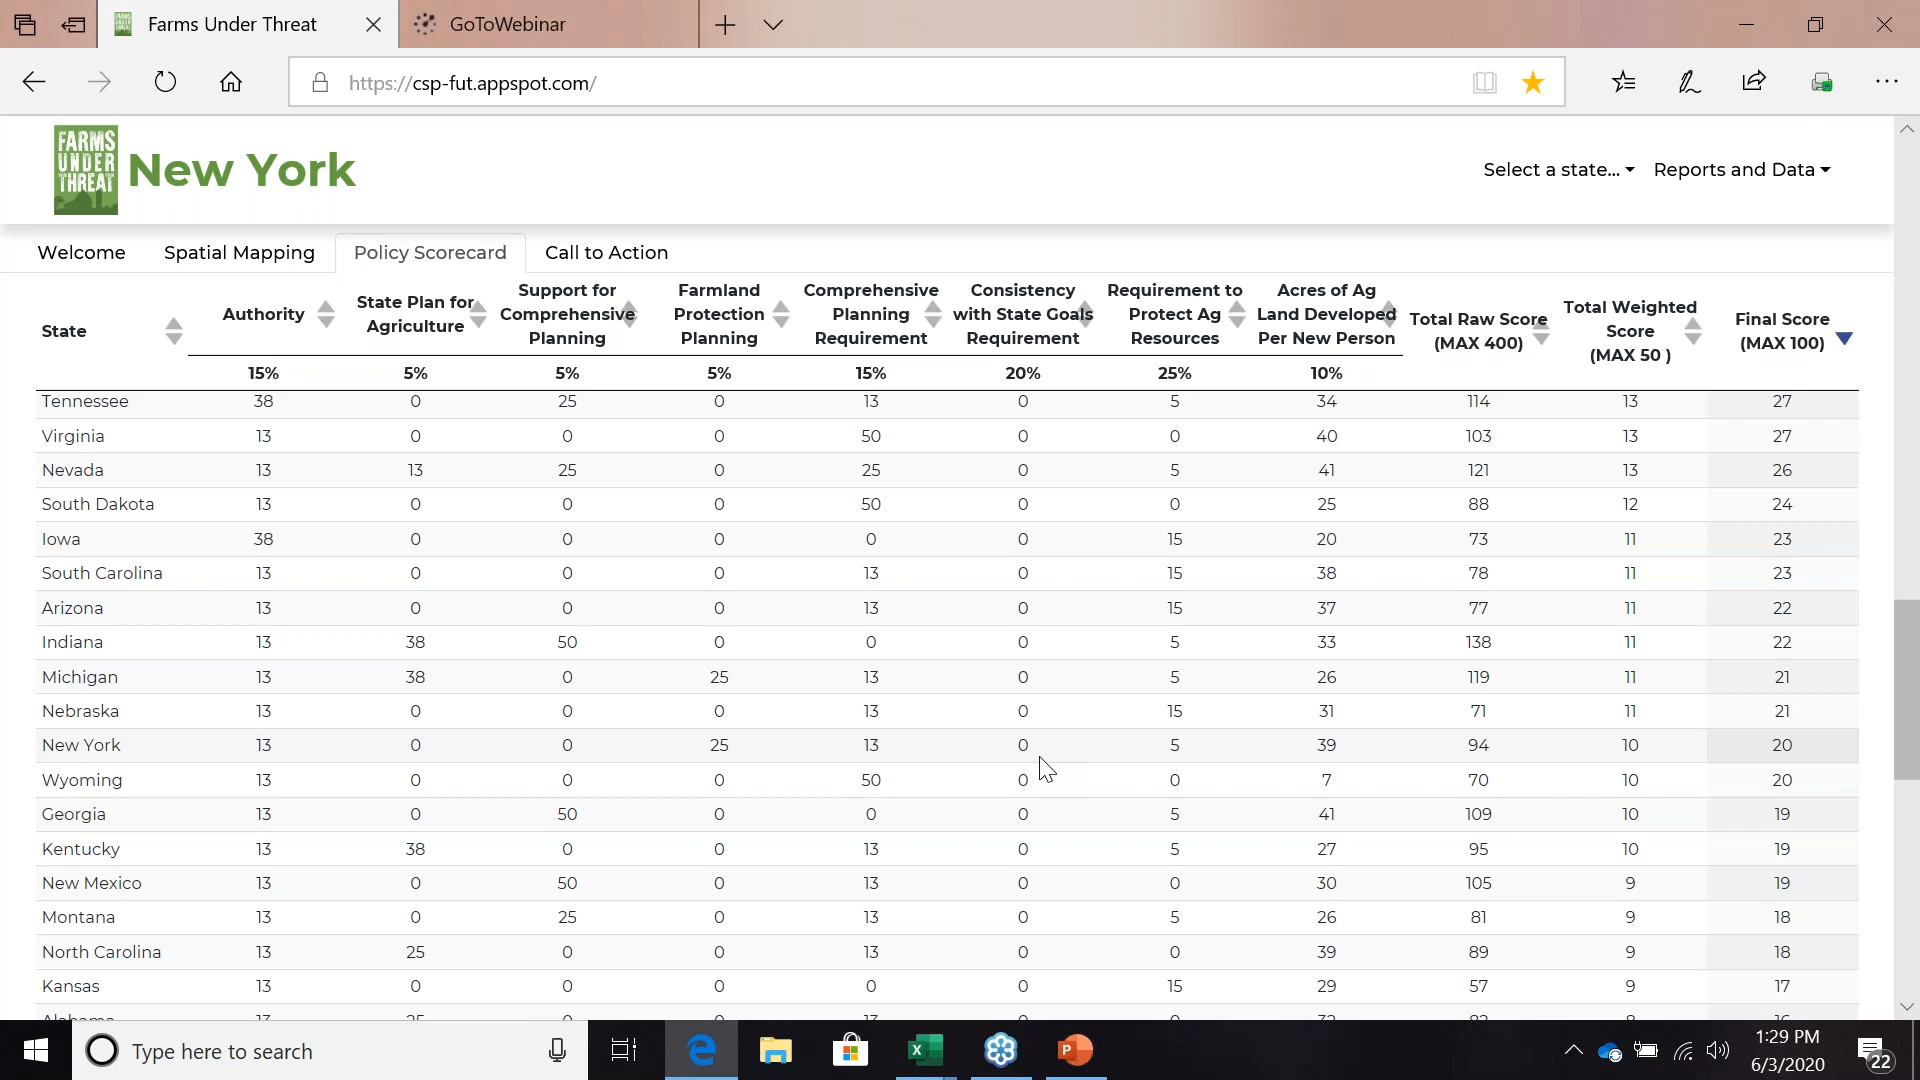 Farms Under Threat
GoToWebinar
https://csp-fut.appspot.com/
FARMS
UNDER
THREAT
New York
Select a state...
Reports and Data
Welcome Spatial Mapping Policy Scorecard Call to Action
State Authority State Plan for Agriculture Support for Comprehensive Planning Farmland Protection Planning Comprehensive Planning Requirement Consistency with State Goals Requirement Requirement to Protect Ag Resources Acres of Ag Land Developed Per New Person Total Raw Score (MAX 400) Total Weighted Score (MAX 50 ) Final Score (MAX 100)
15% 5% 5% 5% 15% 20% 25% 10%
Tennessee 38 0 25 0 13 0 5 34 114 13 27
Virginia 13 0 0 0 50 0 0 40 103 13 27
Nevada 13 13 25 0 25 0 5 41 121 13 26
South Dakota 13 0 0 0 50 0 0 25 88 12 24
Iowa 38 0 0 0 0 0 15 20 73 11 23
South Carolina 13 0 0 0 13 0 15 38 78 11 23
Arizona 13 0 0 0 13 0 15 37 77 11 22
Indiana 13 38 50 0 0 0 5 33 138 11 22
Michigan 13 38 0 25 13 0 5 26 119 11 21
Nebraska 13 0 0 0 13 0 15 31 71 11 21
New York 13 0 0 25 13 0 5 39 94 10 20
Wyoming 13 0 0 0 50 0 0 7 70 10 20
Georgia 13 0 50 0 0 0 5 41 109 10 19
Kentucky 13 38 0 0 13 0 5 27 95 10 19
New Mexico 13 0 50 0 13 0 0 30 105 9 19
Montana 13 0 25 0 13 0 5 26 81 9 18
North Carolina 13 25 0 0 13 0 0 39 89 9 18
Kansas 13 0 0 0 0 0 15 29 57 9 17
Type here to search
1:29 PM
6/3/2020
22